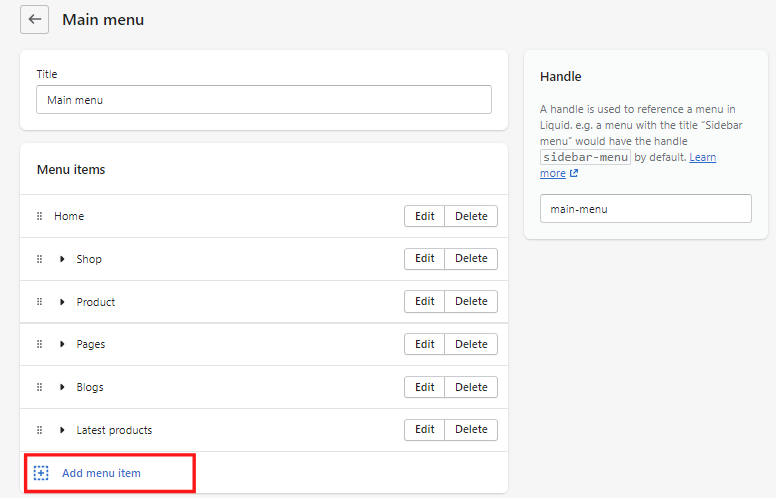 Main menu
Title
Main menu
Menu items
Home Edit Delete
Shop Edit Delete
Product Edit Delete
Pages Edit Delete
Blogs Edit Delete
Latest products Edit Delete
Add menu item
Handle
A handle is used to reference a menu in
Liquid. e.g. a menu with the title “Sidebar
menu” would have the handle
sidebar-menu by default. Learn
more
main-menu